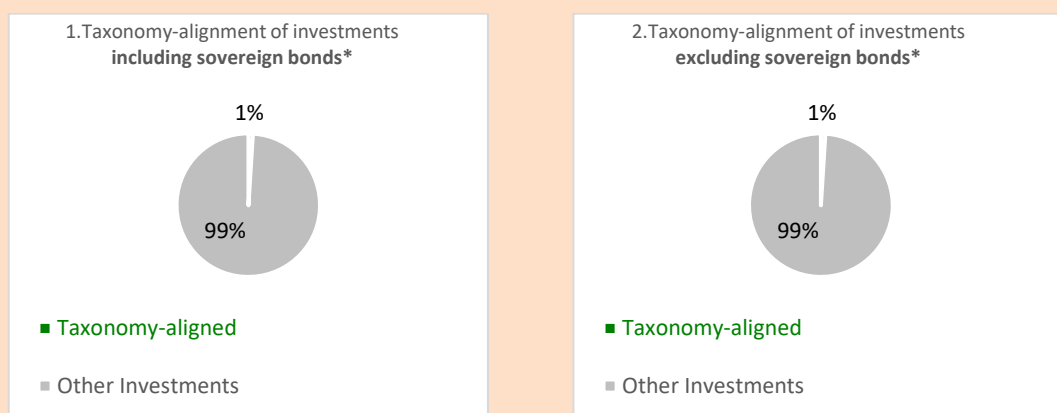 1.Taxonomy-alignment of investments
including sovereign bonds*
1%
99%
Taxonomy-aligned
Other Investments
2.Taxonomy-alignment of investments
excluding sovereign bonds*
1%
99%
Taxonomy-aligned
Other Investments